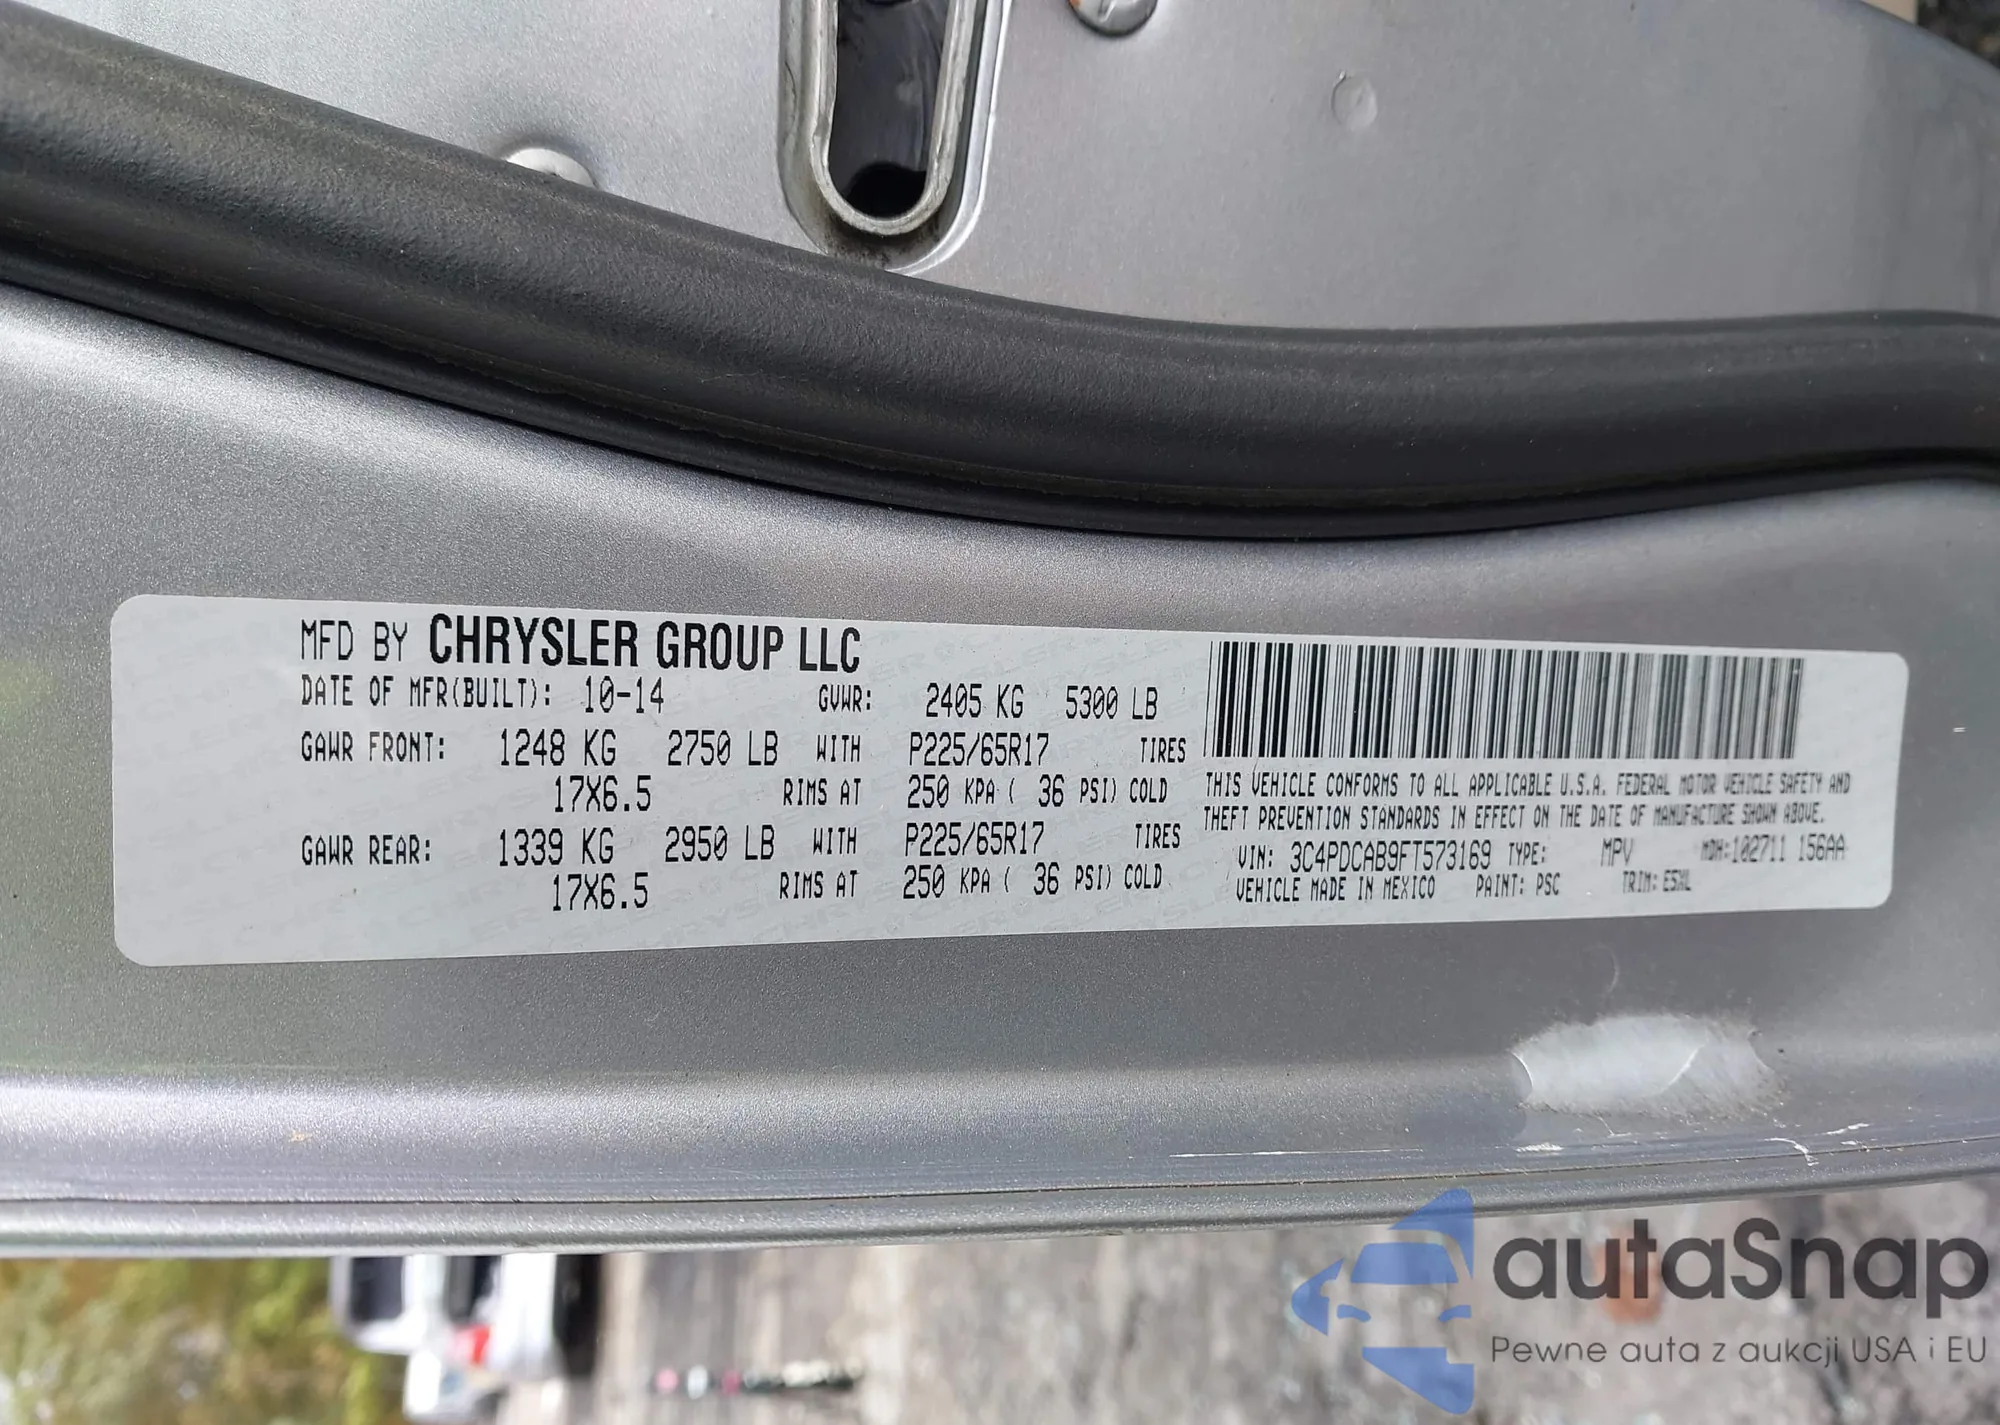 MFD BY CHRYSLER GROUP LLC
DATE OF MFR(BUILT): 10-14 GVWR: 2405 KG 5300 LB
GAWR FRONT: 1248 KG 2750 LB WITH P225/65R17 TIRES
17X6.5 RIMS AT 250 KPA ( 36 PSI) COLD
GAWR REAR: 1339 KG 2950 LB WITH P225/65R17 TIRES
17X6.5 RIMS AT 250 KPA ( 36 PSI) COLD
THIS VEHICLE CONFORMS TO ALL APPLICABLE U.S.A. FEDERAL MOTOR VEHICLE SAFETY AND
THEFT PREVENTION STANDARDS IN EFFECT ON THE DATE OF MANUFACTURE SHOWN ABOVE.
VIN: 3C4PDCAB9FT573169 TYPE: MPV MDH:102711 156AA
VEHICLE MADE IN MEXICO PAINT: PSC TRIM: E5XL
autaSnap
Pewne auta z aukcji USA i EU